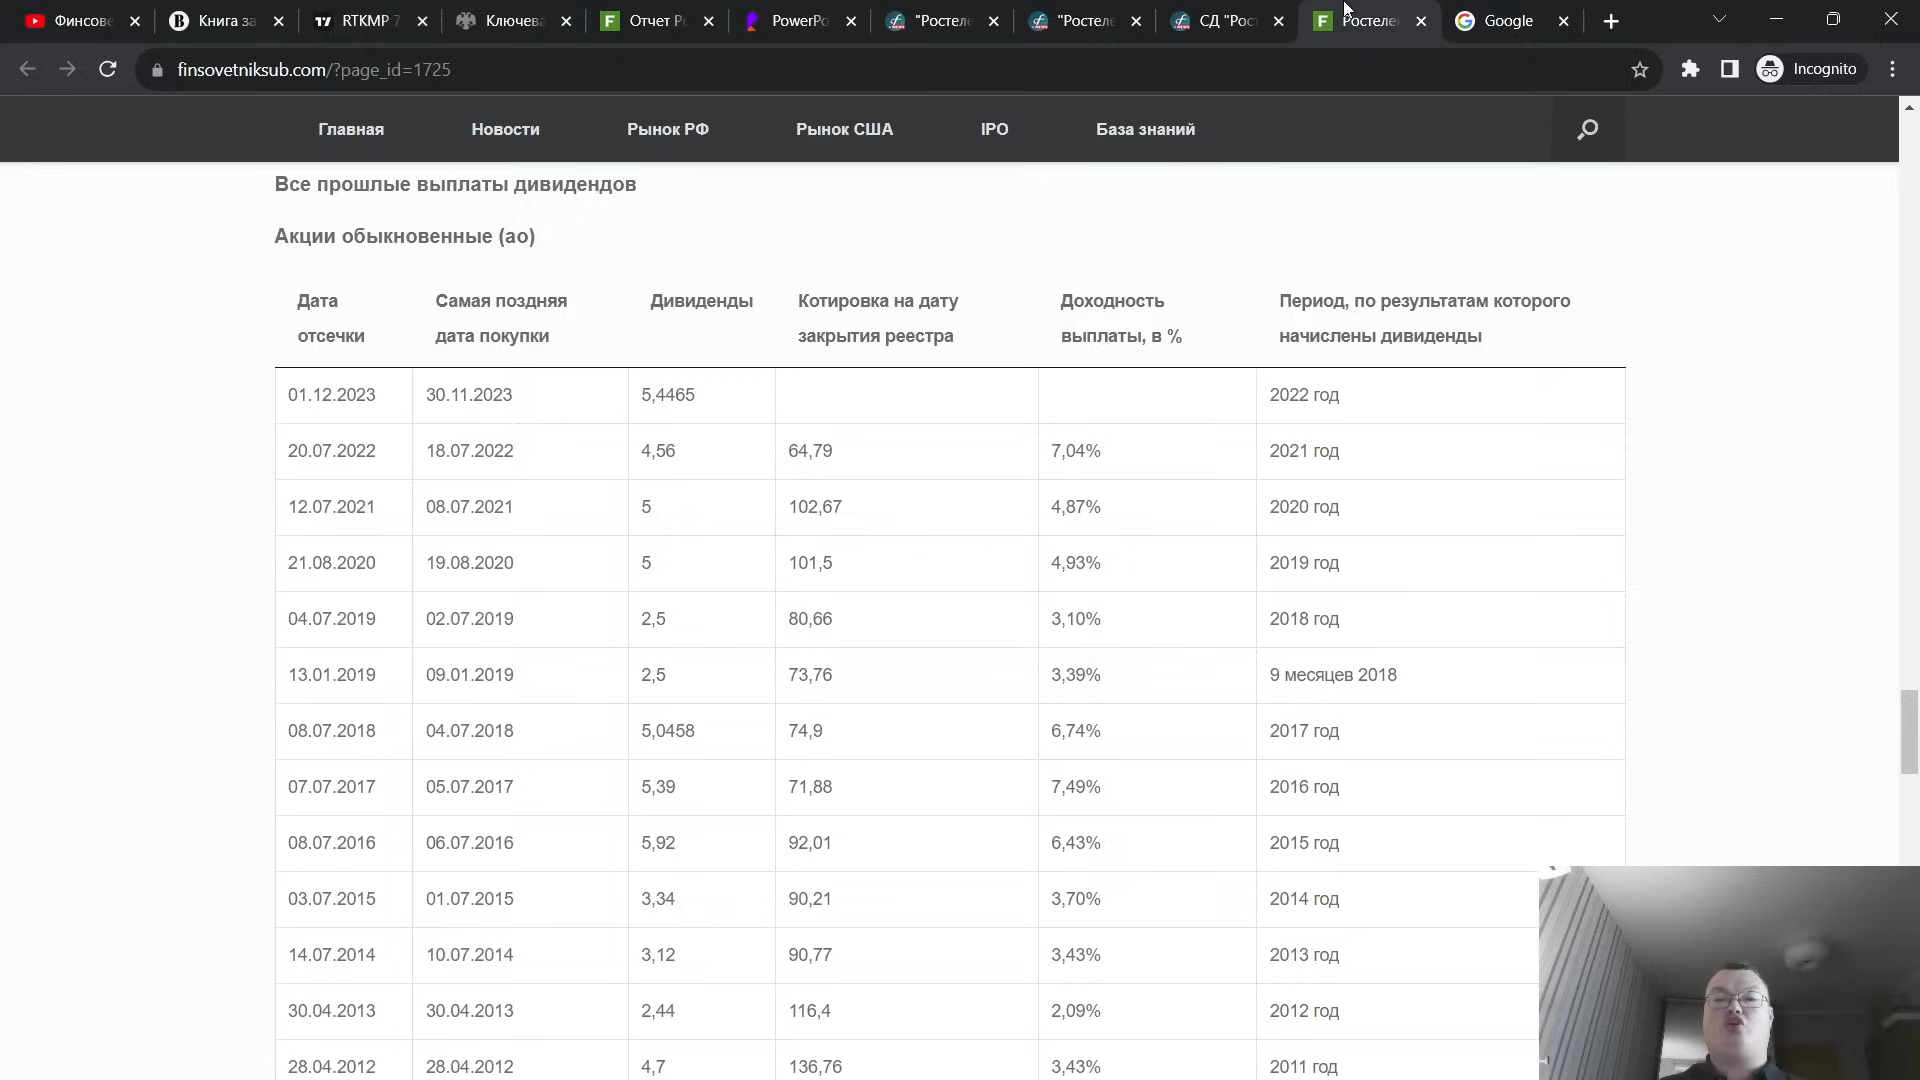 Финсове
Книга за
RTKMP 7
Ключева
Отчет Ре
PowerPo
"Ростеле
"Ростеле
СД "Рост
Ростелек
Google
finsovetniksub.com/?page_id=1725
Incognito
Главная Новости Рынок РФ Рынок США IPO База знаний
Все прошлые выплаты дивидендов
Акции обыкновенные (ао)
Дата отсечки Самая поздняя дата покупки Дивиденды Котировка на дату закрытия реестра Доходность выплаты, в % Период, по результатам которого начислены дивиденды
01.12.2023 30.11.2023 5,4465 2022 год
20.07.2022 18.07.2022 4,56 64,79 7,04% 2021 год
12.07.2021 08.07.2021 5 102,67 4,87% 2020 год
21.08.2020 19.08.2020 5 101,5 4,93% 2019 год
04.07.2019 02.07.2019 2,5 80,66 3,10% 2018 год
13.01.2019 09.01.2019 2,5 73,76 3,39% 9 месяцев 2018
08.07.2018 04.07.2018 5,0458 74,9 6,74% 2017 год
07.07.2017 05.07.2017 5,39 71,88 7,49% 2016 год
08.07.2016 06.07.2016 5,92 92,01 6,43% 2015 год
03.07.2015 01.07.2015 3,34 90,21 3,70% 2014 год
14.07.2014 10.07.2014 3,12 90,77 3,43% 2013 год
30.04.2013 30.04.2013 2,44 116,4 2,09% 2012 год
28.04.2012 28.04.2012 4,7 136,76 3,43% 2011 год